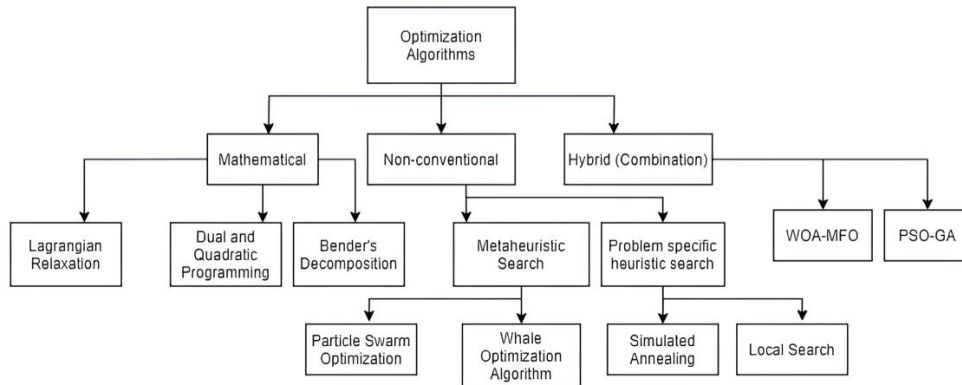 Optimization
Algorithms
Mathematical
Non-conventional
Hybrid (Combination)
Lagrangian
Relaxation
Dual and
Quadratic
Programming
Bender's
Decomposition
Metaheuristic
Search
Problem specific
heuristic search
WOA-MFO
PSO-GA
Particle Swarm
Optimization
Whale
Optimization
Algorithm
Simulated
Annealing
Local Search